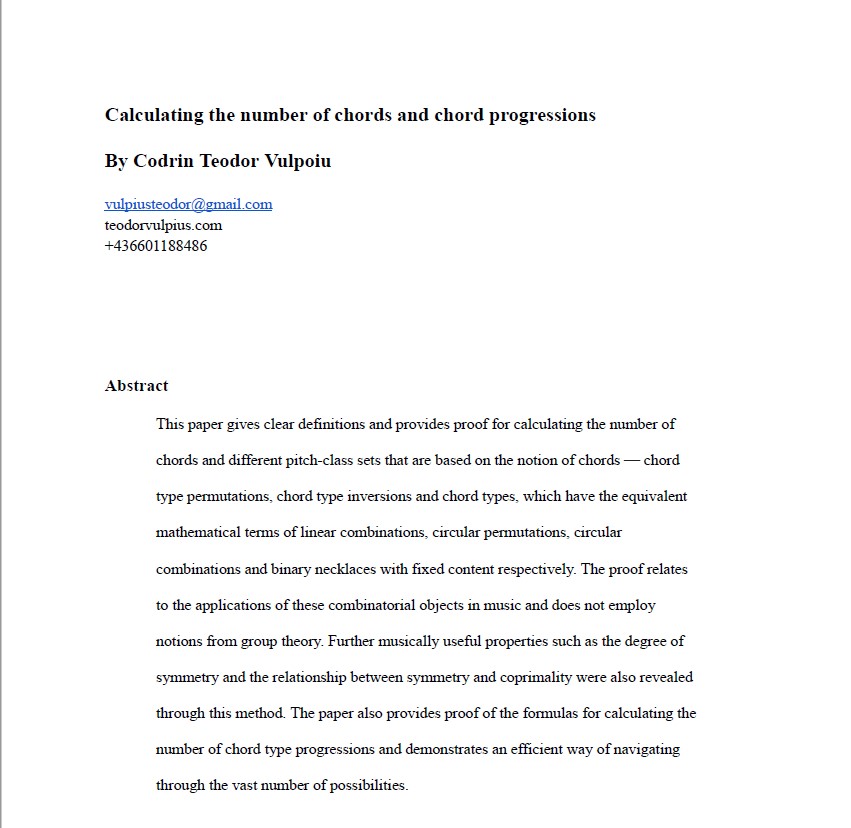 Calculating the number of chords and chord progressions
By Codrin Teodor Vulpoiu
vulpiusteodor@gmail.com
teodorvulpius.com
+436601188486
Abstract
This paper gives clear definitions and provides proof for calculating the number of
chords and different pitch-class sets that are based on the notion of chords — chord
type permutations, chord type inversions and chord types, which have the equivalent
mathematical terms of linear combinations, circular permutations, circular
combinations and binary necklaces with fixed content respectively. The proof relates
to the applications of these combinatorial objects in music and does not employ
notions from group theory. Further musically useful properties such as the degree of
symmetry and the relationship between symmetry and coprimality were also revealed
through this method. The paper also provides proof of the formulas for calculating the
number of chord type progressions and demonstrates an efficient way of navigating
through the vast number of possibilities.